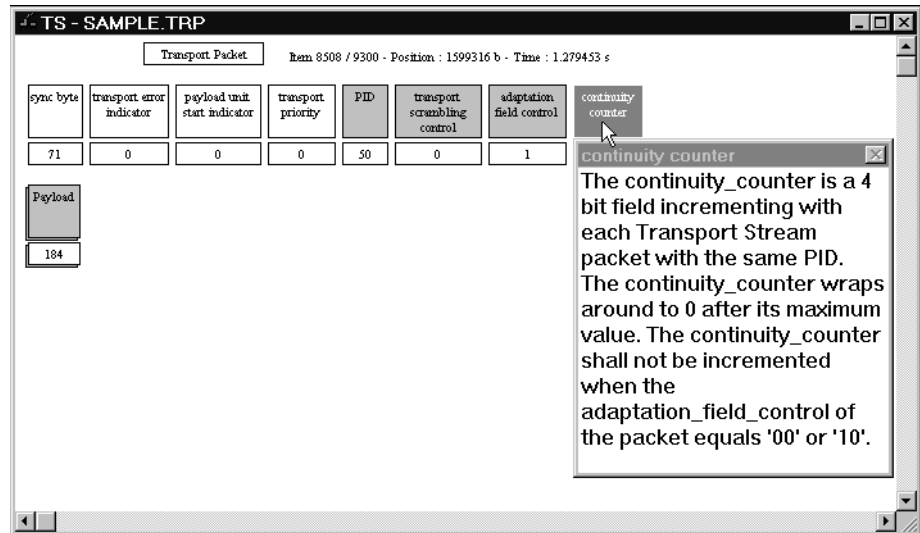 TS - SAMPLE.TRP
Transport Packet Item 8508 / 9300 - Position : 1599316 b - Time : 1.279453 s
sync byte
transport error
indicator
payload unit
start indicator
transport
priority
PID
transport
scrambling
control
adaptation
field control
continuity
counter
71 0 0 0 50 0 1
continuity counter
The continuity_counter is a 4
bit field incrementing with
each Transport Stream
packet with the same PID.
The continuity_counter wraps
around to 0 after its maximum
value. The continuity_counter
shall not be incremented
when the
adaptation_field_control of
the packet equals '00' or '10'.
Payload
184